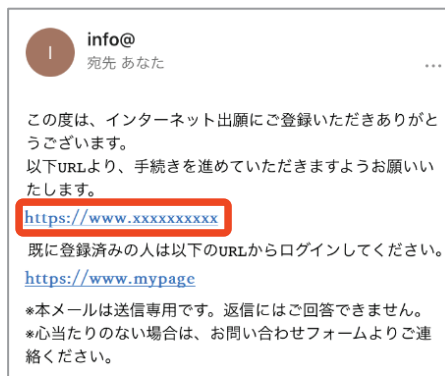 I
info@
宛先 あなた
この度は、インターネット出願にご登録いただきありがと
うございます。
以下URLより、手続きを進めていただきますようお願いい
たします。
https://www.xxxxxxxxxx
既に登録済みの人は以下のURLからログインしてください。
https://www.mypage
*本メールは送信専用です。返信にはご回答できません。
*心当たりのない場合は、お問い合わせフォームよりご連
絡ください。